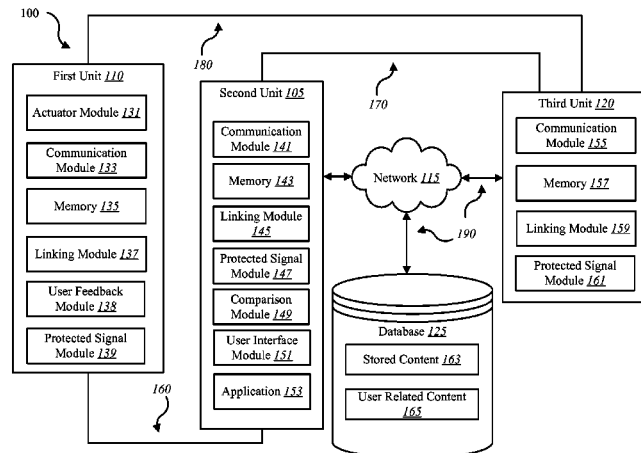 100
180
170
First Unit 110
Actuator Module 131
Communication
Module 133
Memory 135
Linking Module 137
User Feedback
Module 138
Protected Signal
Module 139
160
Second Unit 105
Communication
Module 141
Memory 143
Linking Module
145
Protected Signal
Module 147
Comparison
Module 149
User Interface
Module 151
Application 153
Network 115
190
Database 125
Stored Content 163
User Related Content
165
Third Unit 120
Communication
Module 155
Memory 157
Linking Module 159
Protected Signal
Module 161